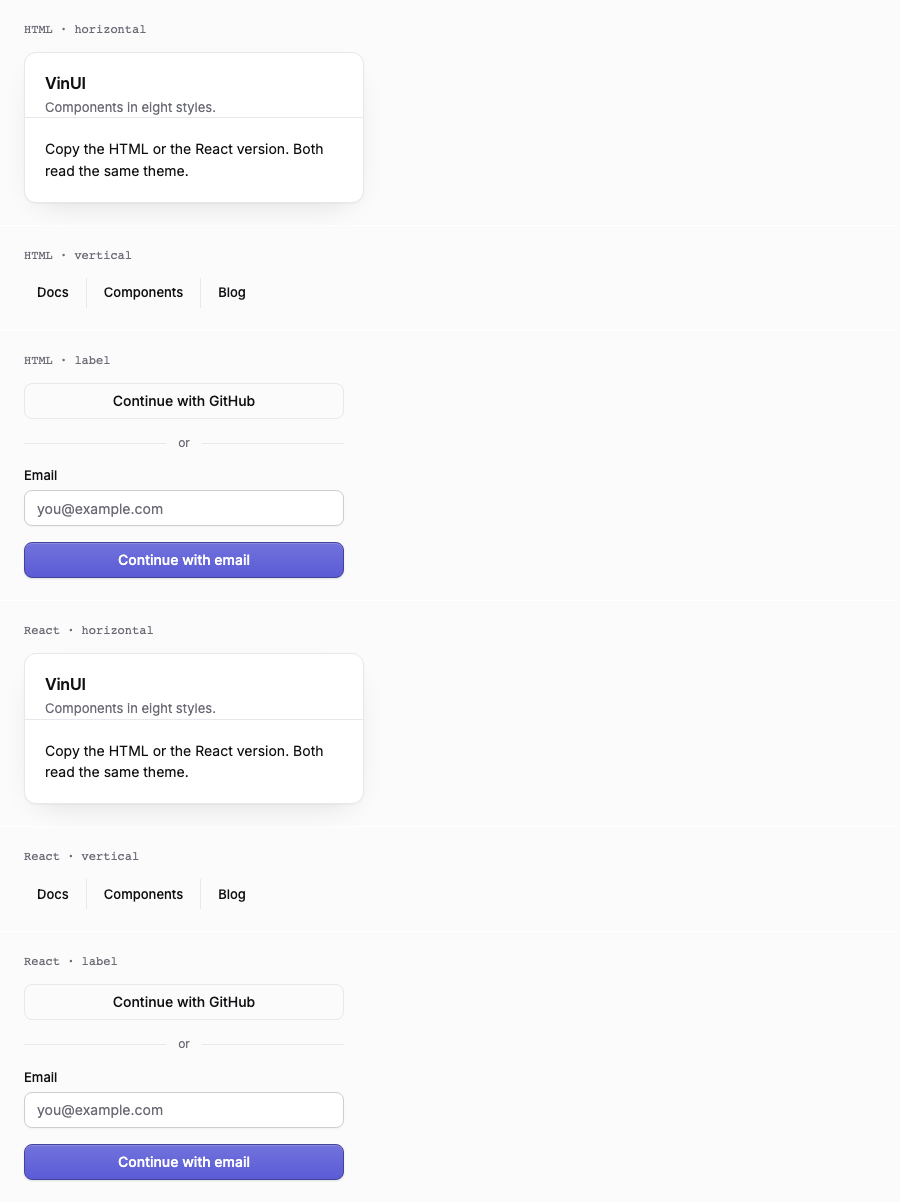 HTML · horizontal
VinUI
Components in eight styles.
Copy the HTML or the React version. Both
read the same theme.
HTML · vertical
Docs Components Blog
HTML · label
Continue with GitHub
or
Email
you@example.com
Continue with email
React · horizontal
VinUI
Components in eight styles.
Copy the HTML or the React version. Both
read the same theme.
React · vertical
Docs Components Blog
React · label
Continue with GitHub
or
Email
you@example.com
Continue with email